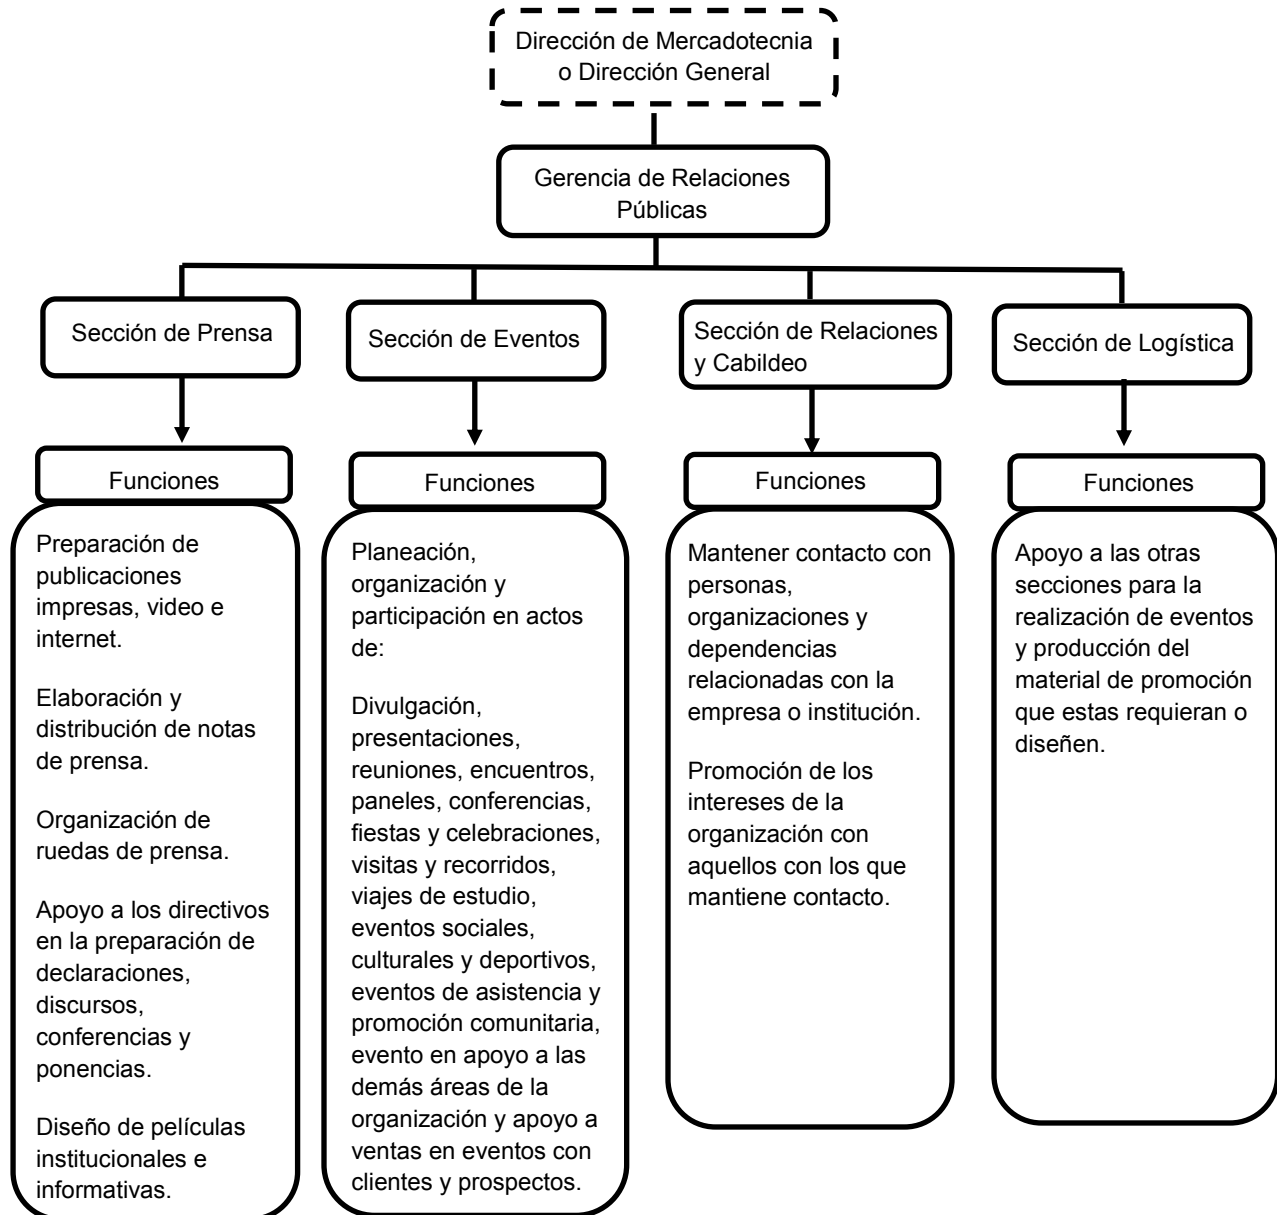 Dirección de Mercadotecnia
o Dirección General
Gerencia de Relaciones
Públicas
Sección de Prensa
Sección de Eventos
Sección de Relaciones
y Cabildeo
Sección de Logística
Funciones
Funciones
Funciones
Funciones
Preparación de
publicaciones
impresas, video e
internet.
Elaboración y
distribución de notas
de prensa.
Organización de
ruedas de prensa.
Apoyo a los directivos
en la preparación de
declaraciones,
discursos,
conferencias y
ponencias.
Diseño de películas
institucionales e
informativas.
Planeación,
organización y
participación en actos
de:
Divulgación,
presentaciones,
reuniones, encuentros,
paneles, conferencias,
fiestas y celebraciones,
visitas y recorridos,
viajes de estudio,
eventos sociales,
culturales y deportivos,
eventos de asistencia y
promoción comunitaria,
evento en apoyo a las
demás áreas de la
organización y apoyo a
ventas en eventos con
clientes y prospectos.
Mantener contacto con
personas,
organizaciones y
dependencias
relacionadas con la
empresa o institución.
Promoción de los
intereses de la
organización con
aquellos con los que
mantiene contacto.
Apoyo a las otras
secciones para la
realización de eventos
y producción del
material de promoción
que estas requieran o
diseñen.